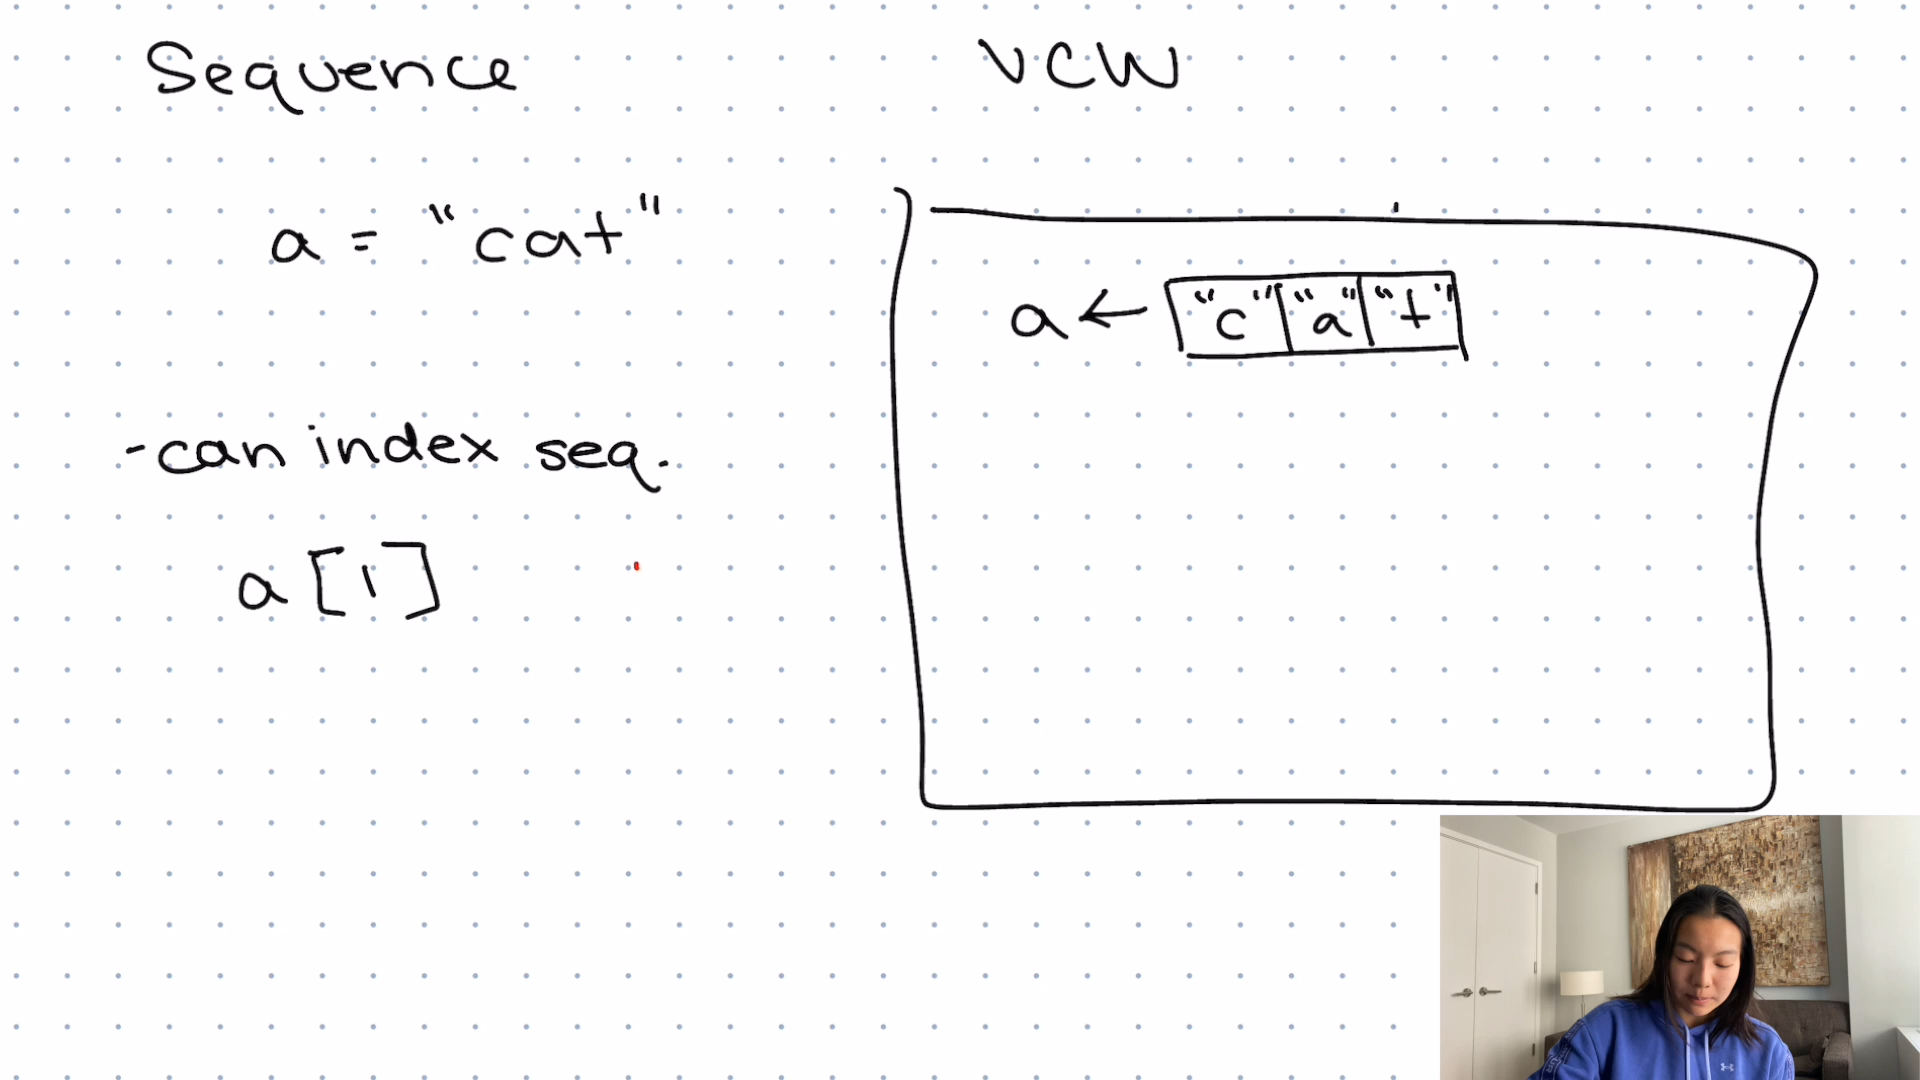 Sequence
VCW
a = "cat"
a ← "c" "a" "t"
-can index seq.
a [1]